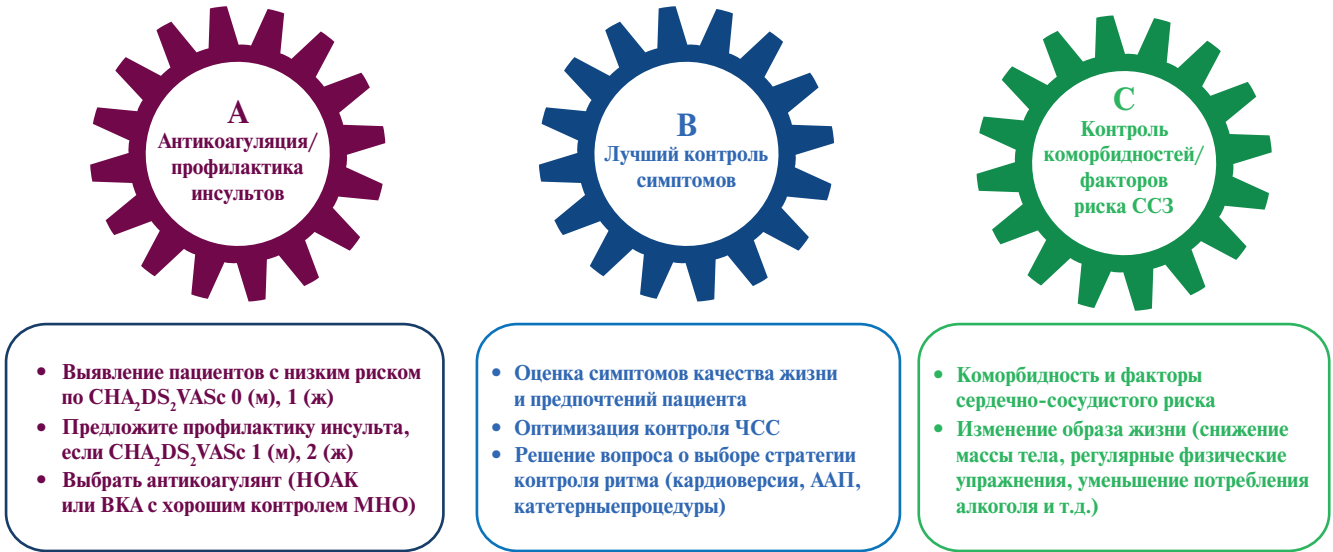 A
Антикоагуляция/
профилактика
инсультов
B
Лучший контроль
симптомов
C
Контроль
коморбидностей/
факторов
риска ССЗ
• Выявление пациентов с низким риском
по CHA₂DS₂VASc 0 (м), 1 (ж)
• Предложите профилактику инсульта,
если CHA₂DS₂VASc 1 (м), 2 (ж)
• Выбрать антикоагулянт (НОАК
или ВКА с хорошим контролем МНО)
• Оценка симптомов качества жизни
и предпочтений пациента
• Оптимизация контроля ЧСС
• Решение вопроса о выборе стратегии
контроля ритма (кардиоверсия, ААП,
катетерныепроцедуры)
• Коморбидность и факторы
сердечно-сосудистого риска
• Изменение образа жизни (снижение
массы тела, регулярные физические
упражнения, уменьшение потребления
алкоголя и т.д.)